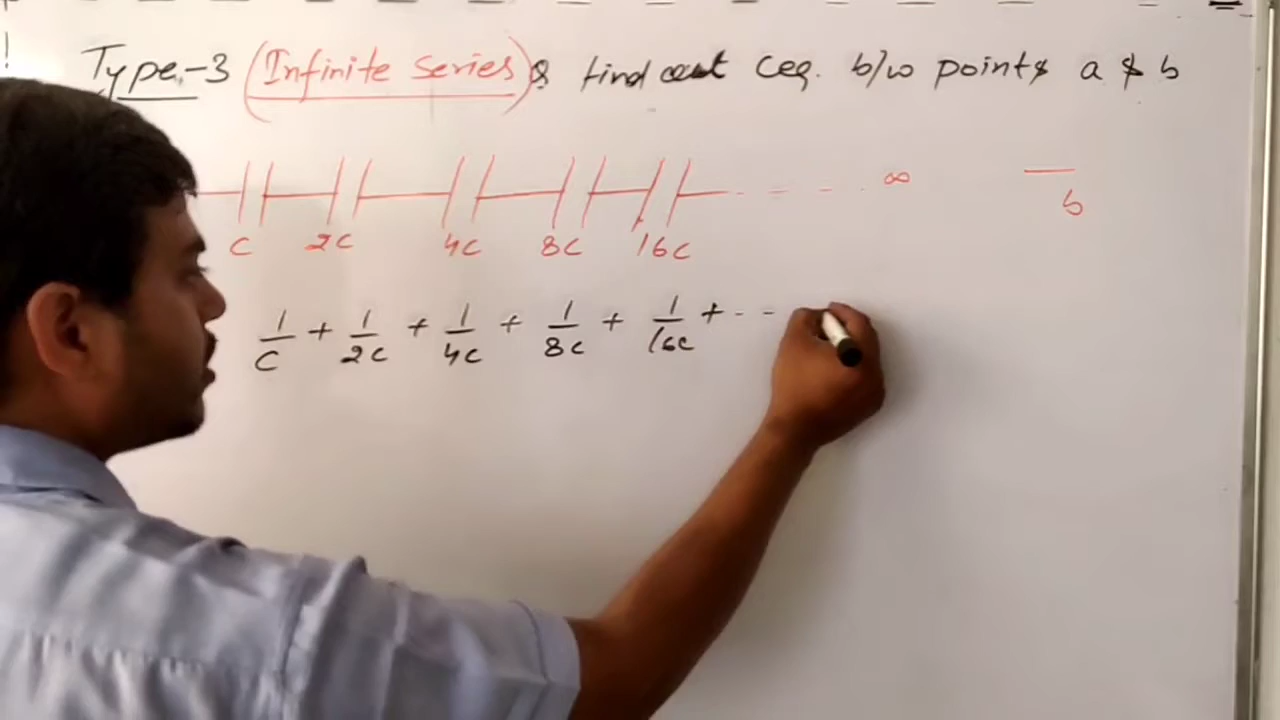 Type-3 (Infinite Series) & find Ceq. b/w points a & b
∞
b
C 2C 4C 8C 16C
1/C + 1/2C + 1/4C + 1/8C + 1/16C + - -